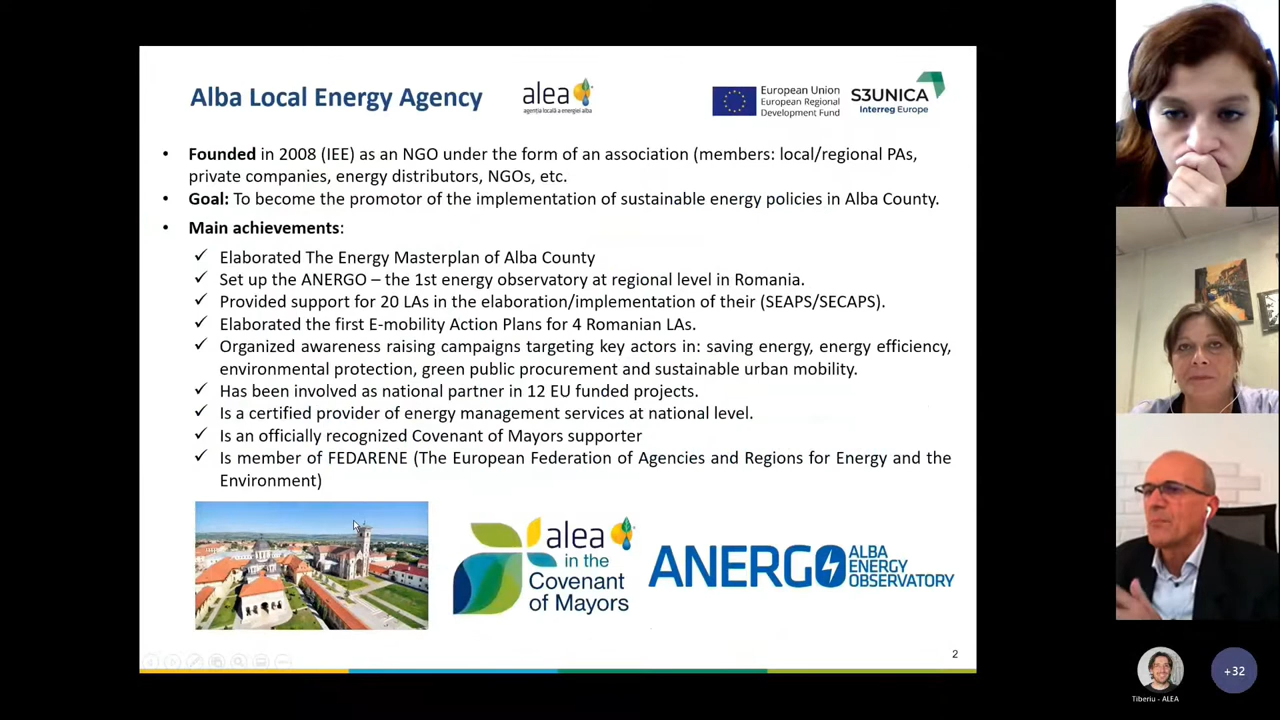 Alba Local Energy Agency
alea
agenția locală a energiei alba
European Union
European Regional
Development Fund
S3UNICA
Interreg Europe
• Founded in 2008 (IEE) as an NGO under the form of an association (members: local/regional PAs,
private companies, energy distributors, NGOs, etc.
• Goal: To become the promotor of the implementation of sustainable energy policies in Alba County.
• Main achievements:
✓ Elaborated The Energy Masterplan of Alba County
✓ Set up the ANERGO – the 1st energy observatory at regional level in Romania.
✓ Provided support for 20 LAs in the elaboration/implementation of their (SEAPS/SECAPS).
✓ Elaborated the first E-mobility Action Plans for 4 Romanian LAs.
✓ Organized awareness raising campaigns targeting key actors in: saving energy, energy efficiency,
environmental protection, green public procurement and sustainable urban mobility.
✓ Has been involved as national partner in 12 EU funded projects.
✓ Is a certified provider of energy management services at national level.
✓ Is an officially recognized Covenant of Mayors supporter
✓ Is member of FEDARENE (The European Federation of Agencies and Regions for Energy and the
Environment)
alea
in the
Covenant
of Mayors
ANERGO
ALBA
ENERGY
OBSERVATORY
2
Tiberiu - ALEA
+32